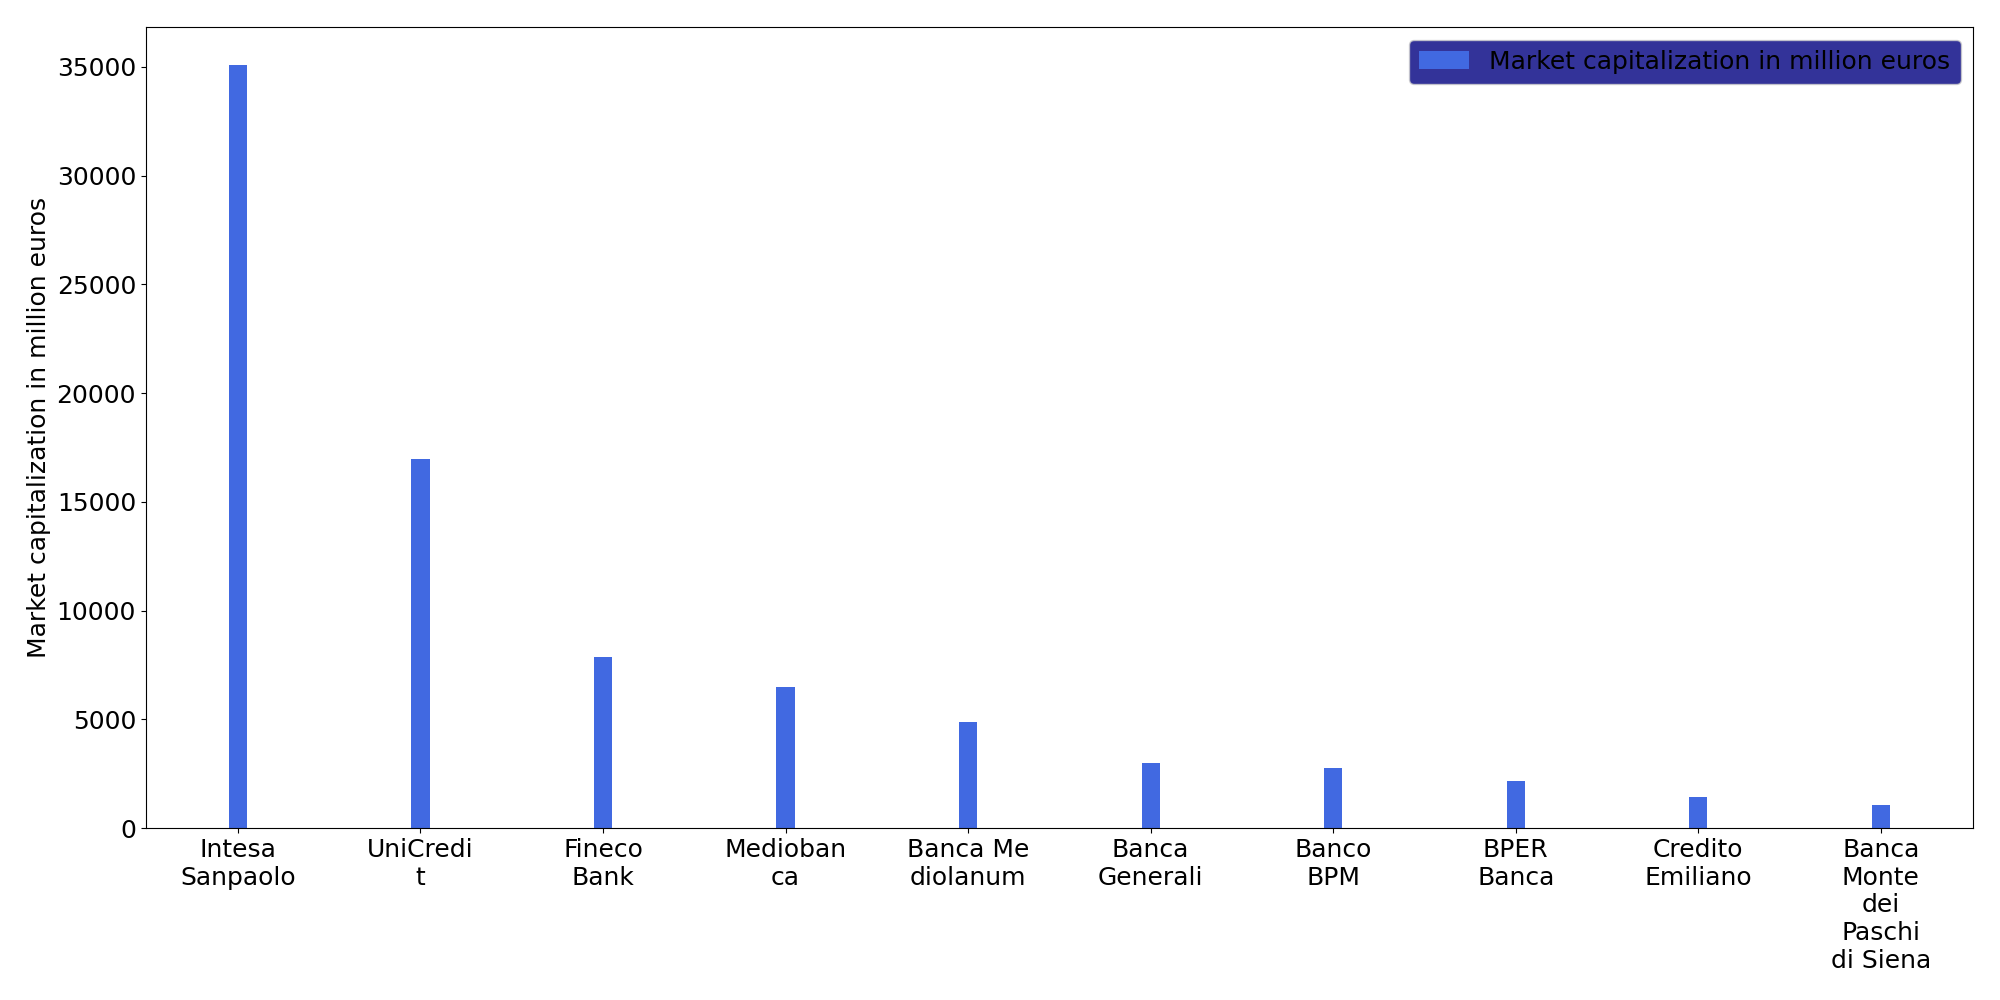 Market capitalization in million euros
35000
30000
25000
20000
15000
10000
5000
0
Market capitalization in million euros
Intesa
Sanpaolo
UniCredi
t
Fineco
Bank
Medioban
ca
Banca Me
diolanum
Banca
Generali
Banco
BPM
BPER
Banca
Credito
Emiliano
Banca
Monte
dei
Paschi
di Siena